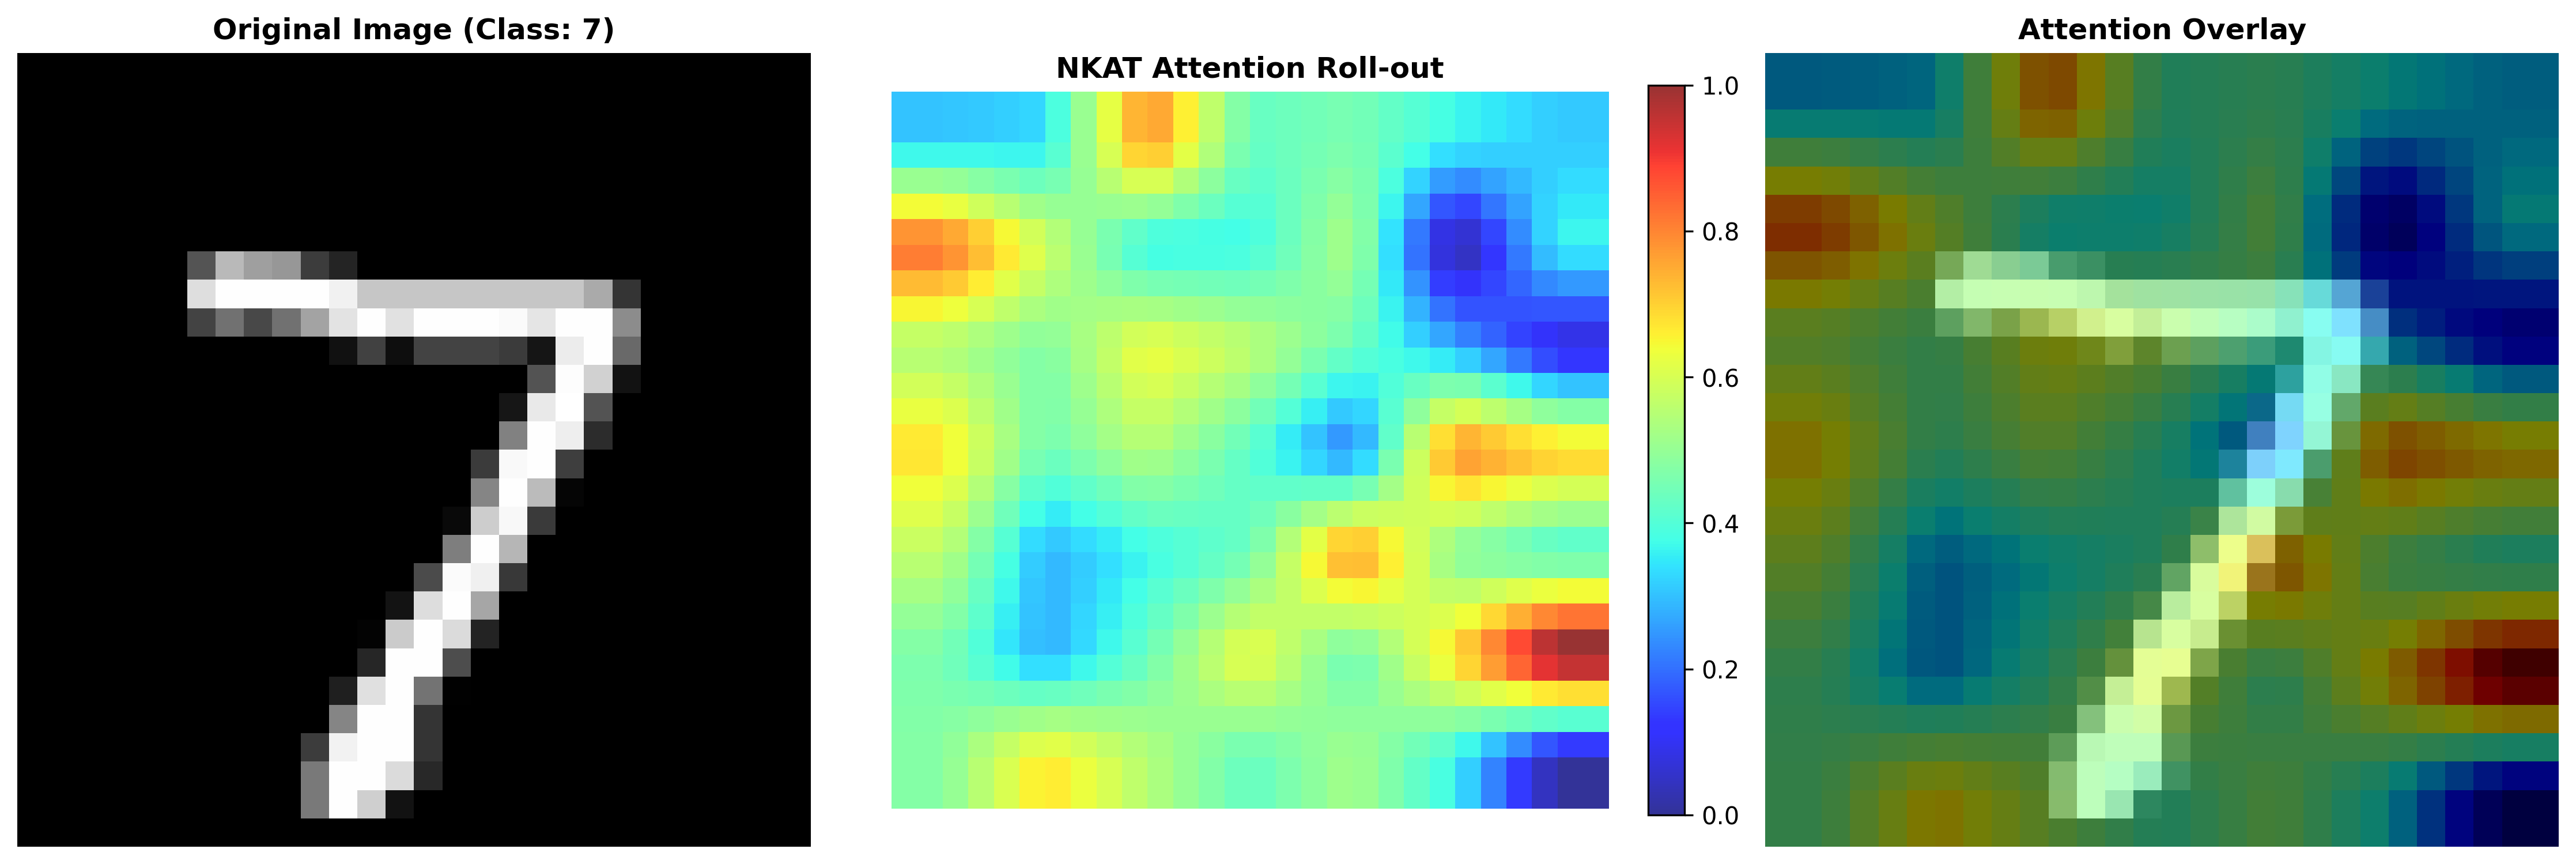 Original Image (Class: 7)
NKAT Attention Roll-out
Attention Overlay
1.0
0.8
0.6
0.4
0.2
0.0
7